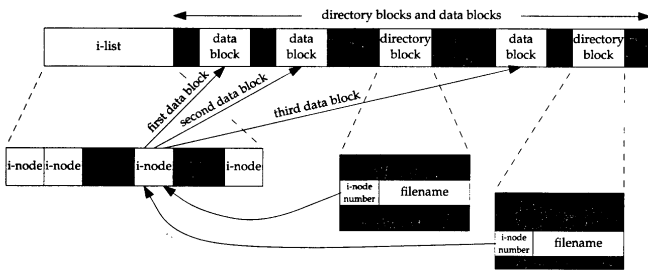 directory blocks and data blocks
i-list
data
block
data
block
directory
block
data
block
directory
block
first data block
second data block
third data block
i-node
i-node
i-node
i-node
i-node
number
filename
i-node
number
filename